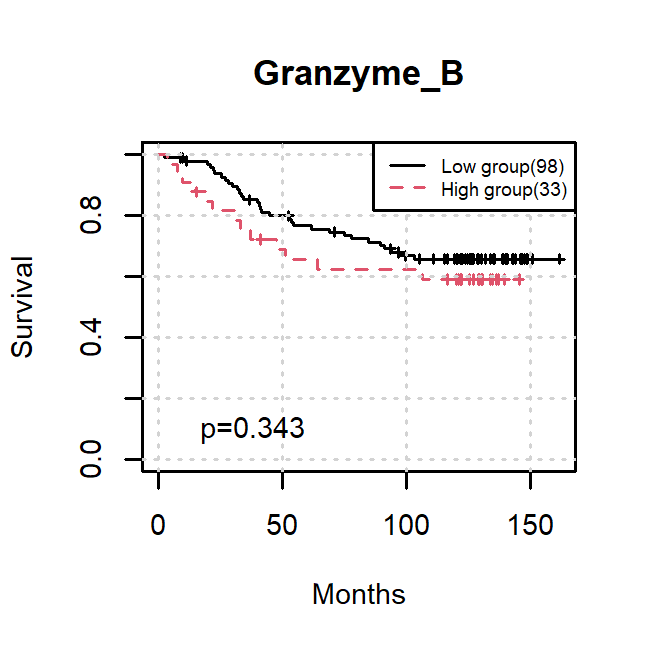 Granzyme_B
Low group(98)
High group(33)
Survival
0.8
0.4
0.0
p=0.343
0 50 100 150
Months